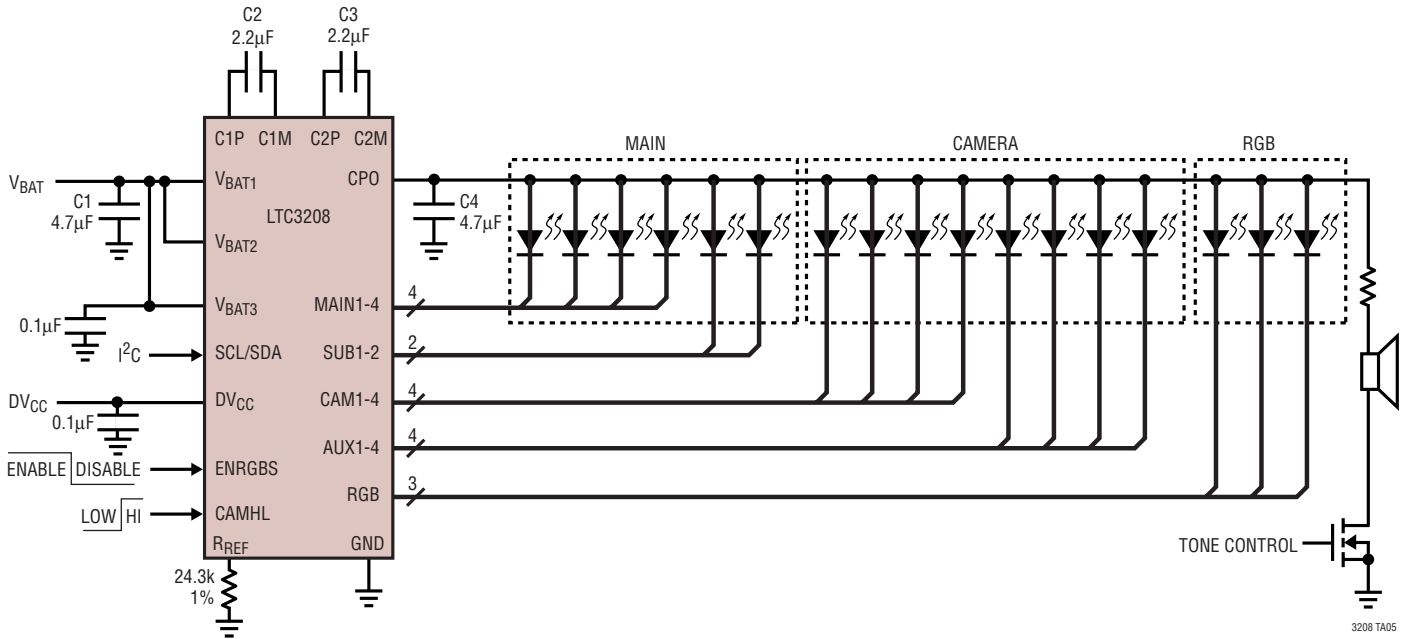 C2
2.2µF
C3
2.2µF
C1P C1M C2P C2M
MAIN
CAMERA
RGB
VBAT
C1
4.7µF
VBAT1
CPO
C4
4.7µF
LTC3208
VBAT2
0.1µF
VBAT3
MAIN1-4
4
I2C
SCL/SDA
SUB1-2
2
DVCC
0.1µF
DVCC
CAM1-4
4
AUX1-4
4
ENABLE DISABLE
ENRGBS
RGB
3
LOW HI
CAMHL
RREF
GND
24.3k
1%
TONE CONTROL
3208 TA05